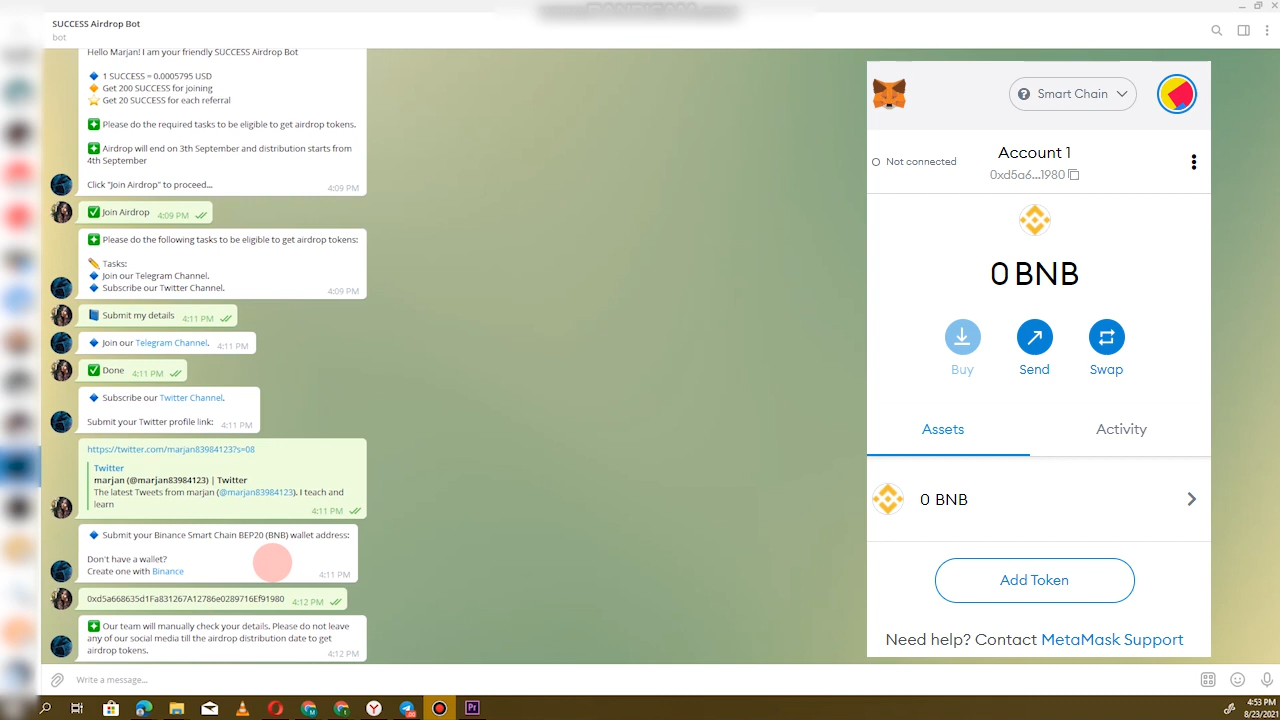 SUCCESS Airdrop Bot
bot
Hello Marjan! I am your friendly SUCCESS Airdrop Bot
1 SUCCESS = 0.0005795 USD
Get 200 SUCCESS for joining
Get 20 SUCCESS for each referral
Please do the required tasks to be eligible to get airdrop tokens.
Airdrop will end on 3th September and distribution starts from
4th September
Click "Join Airdrop" to proceed...
4:09 PM
Join Airdrop 4:09 PM
Please do the following tasks to be eligible to get airdrop tokens:
Tasks:
Join our Telegram Channel.
Subscribe our Twitter Channel.
4:09 PM
Submit my details 4:11 PM
Join our Telegram Channel. 4:11 PM
Done 4:11 PM
Subscribe our Twitter Channel.
Submit your Twitter profile link: 4:11 PM
https://twitter.com/marjan83984123?s=08
Twitter
marjan (@marjan83984123) | Twitter
The latest Tweets from marjan (@marjan83984123). I teach and
learn
4:11 PM
Submit your Binance Smart Chain BEP20 (BNB) wallet address:
Don't have a wallet?
Create one with Binance
4:11 PM
0xd5a668635d1Fa831267A12786e0289716Ef91980 4:12 PM
Our team will manually check your details. Please do not leave
any of our social media till the airdrop distribution date to get
airdrop tokens.
4:12 PM
Write a message...
? Smart Chain
Not connected
Account 1
0xd5a6...1980
0 BNB
Buy
Send
Swap
Assets
Activity
0 BNB
Add Token
Need help? Contact MetaMask Support
Pr
4:53 PM
8/23/2021